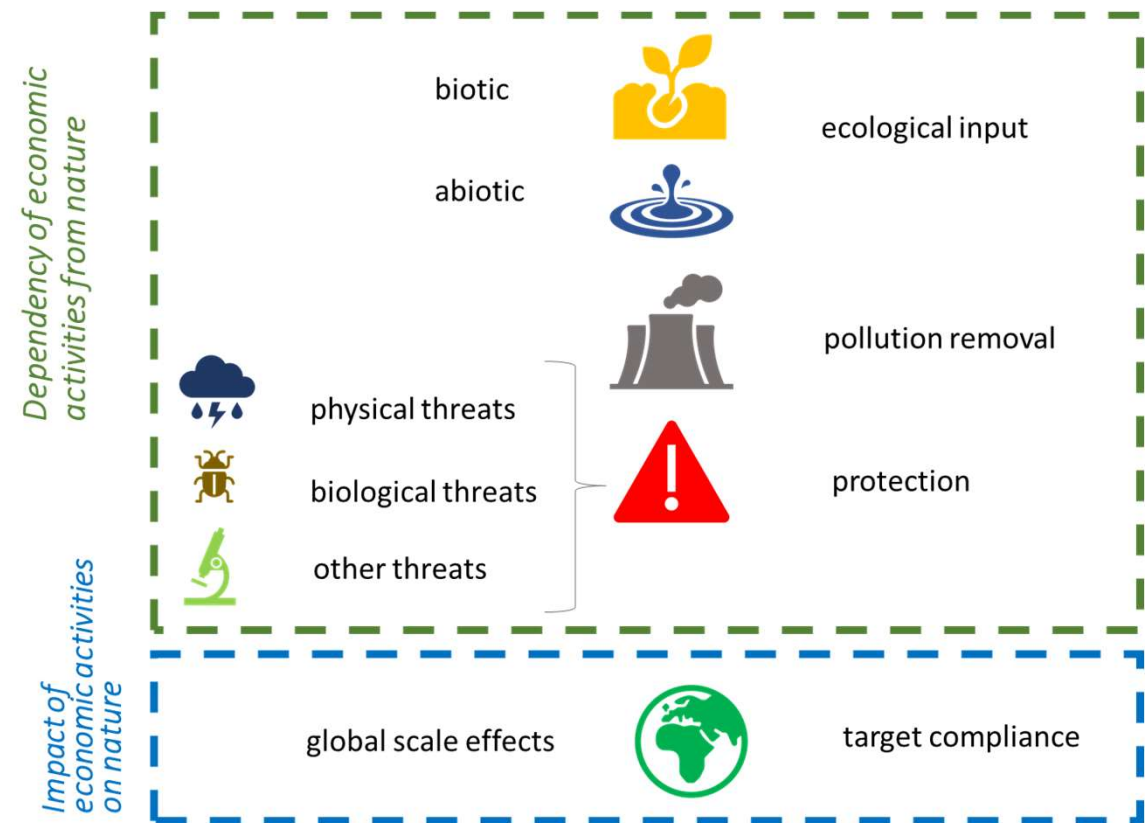 Dependency of economic
activities from nature
biotic
ecological input
abiotic
pollution removal
physical threats
biological threats
protection
other threats
Impact of
economic activities
on nature
global scale effects
target compliance